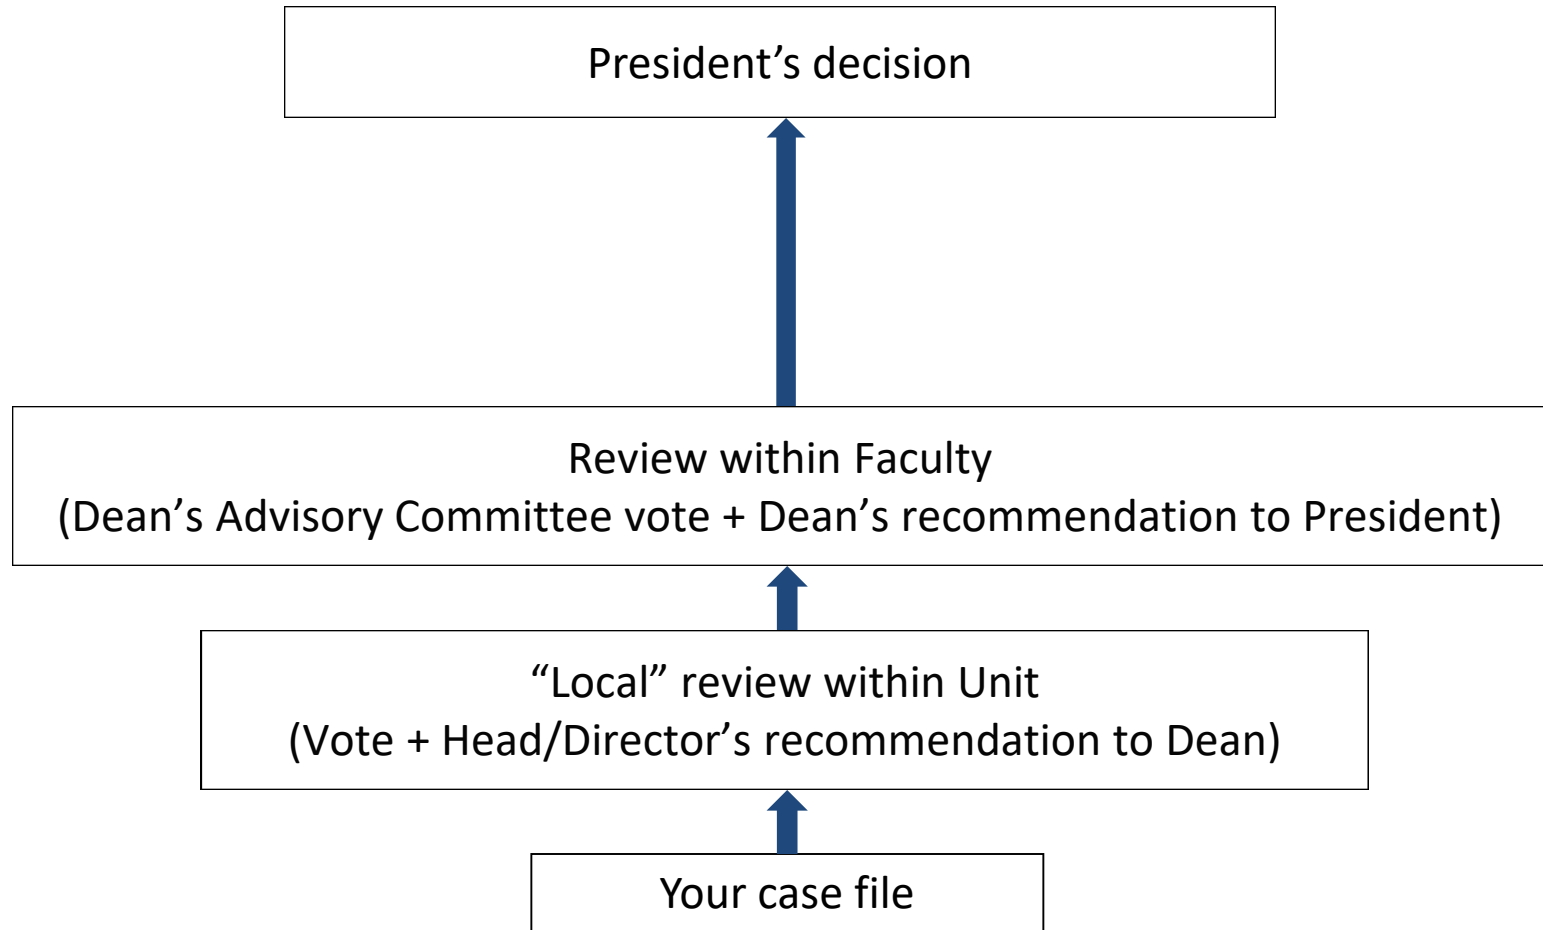 President’s decision
Review within Faculty
(Dean’s Advisory Committee vote + Dean’s recommendation to President)
“Local” review within Unit
(Vote + Head/Director’s recommendation to Dean)
Your case file